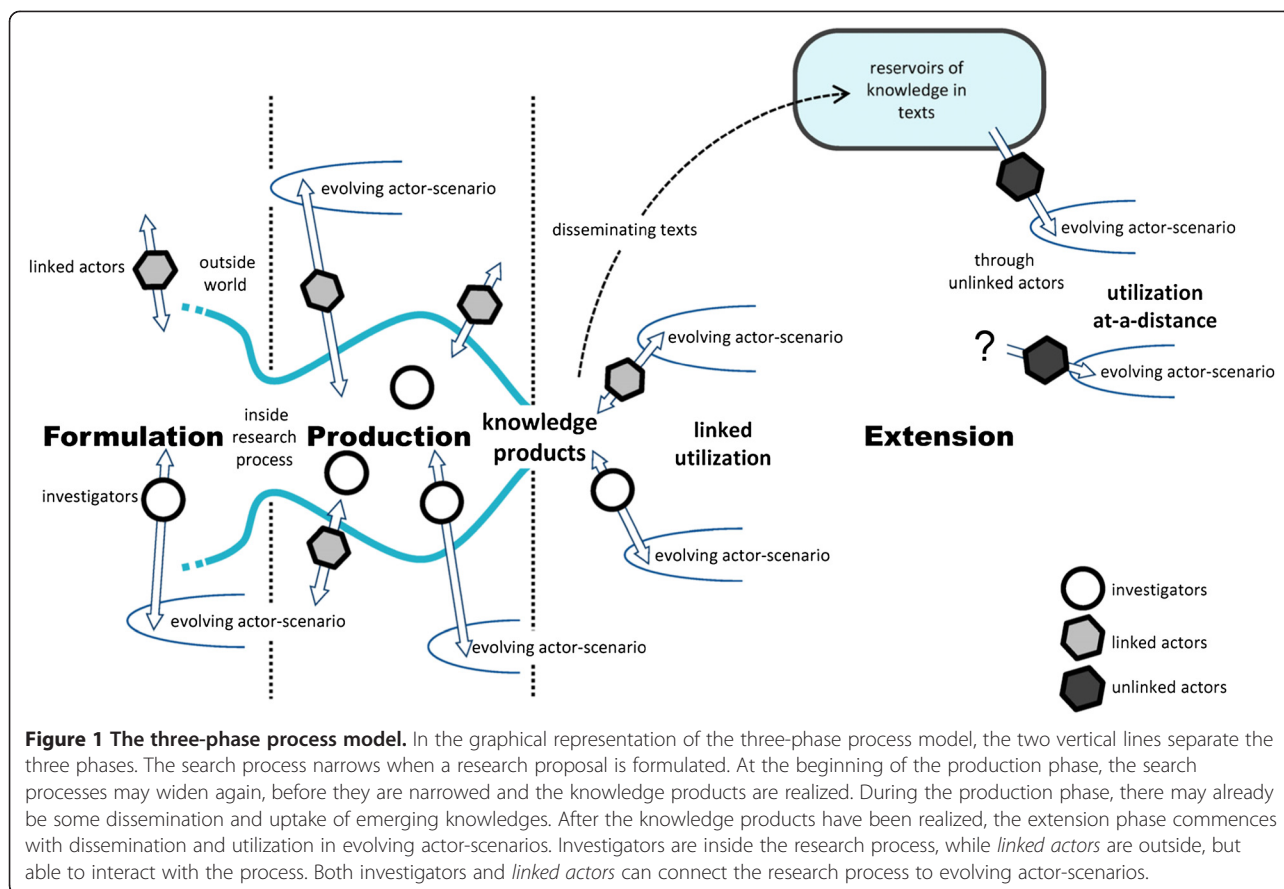 reservoirs of
knowledge in
texts
evolving actor-scenario
disseminating texts
evolving actor-scenario
linked actors
outside
world
through
unlinked actors
utilization
at-a-distance
?
evolving actor-scenario
evolving actor-scenario
Formulation
inside
research
process
Production
knowledge
products
linked
utilization
Extension
investigators
evolving actor-scenario
evolving actor-scenario
evolving actor-scenario
investigators
linked actors
unlinked actors
Figure 1 The three-phase process model. In the graphical representation of the three-phase process model, the two vertical lines separate the
three phases. The search process narrows when a research proposal is formulated. At the beginning of the production phase, the search
processes may widen again, before they are narrowed and the knowledge products are realized. During the production phase, there may already
be some dissemination and uptake of emerging knowledges. After the knowledge products have been realized, the extension phase commences
with dissemination and utilization in evolving actor-scenarios. Investigators are inside the research process, while linked actors are outside, but
able to interact with the process. Both investigators and linked actors can connect the research process to evolving actor-scenarios.